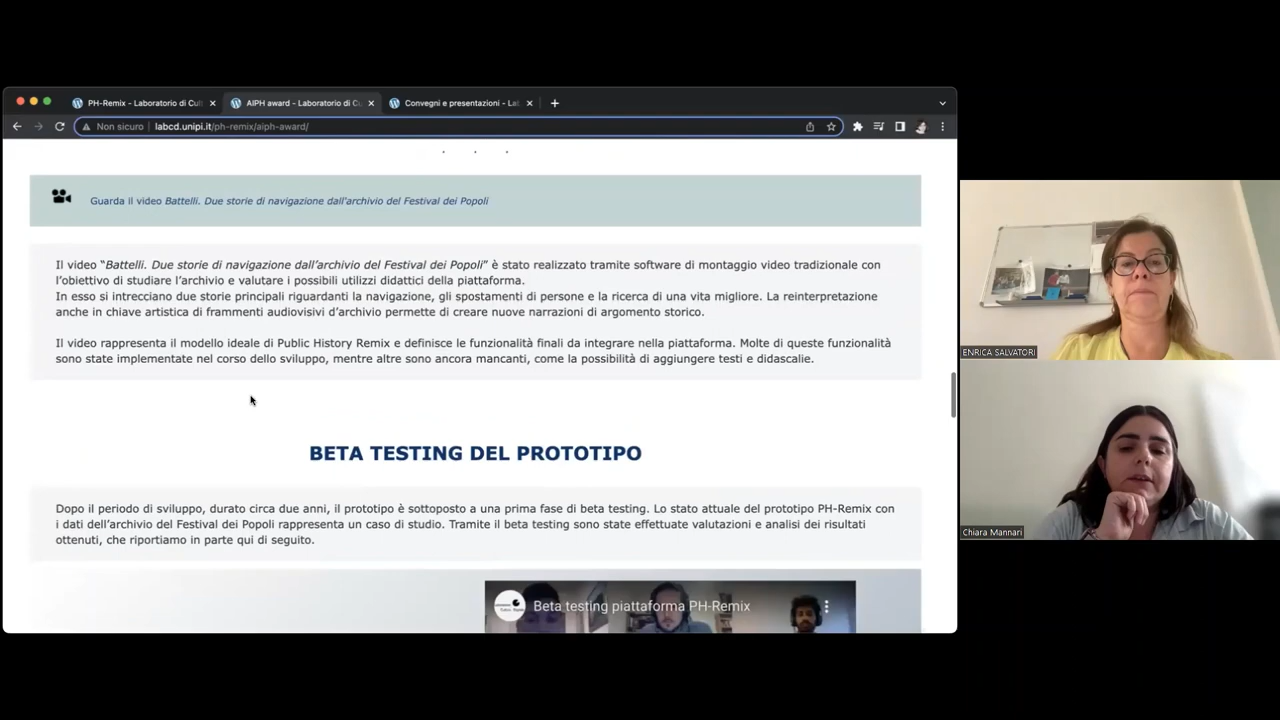 PH-Remix - Laboratorio di Cult
AIPH award - Laboratorio di Cu
Convegni e presentazioni - Lab
Non sicuro
labcd.unipi.it/ph-remix/aiph-award/
Guarda il video Battelli. Due storie di navigazione dall'archivio del Festival dei Popoli
Il video “Battelli. Due storie di navigazione dall’archivio del Festival dei Popoli” è stato realizzato tramite software di montaggio video tradizionale con
l’obiettivo di studiare l’archivio e valutare i possibili utilizzi didattici della piattaforma.
In esso si intrecciano due storie principali riguardanti la navigazione, gli spostamenti di persone e la ricerca di una vita migliore. La reinterpretazione
anche in chiave artistica di frammenti audiovisivi d’archivio permette di creare nuove narrazioni di argomento storico.
Il video rappresenta il modello ideale di Public History Remix e definisce le funzionalità finali da integrare nella piattaforma. Molte di queste funzionalità
sono state implementate nel corso dello sviluppo, mentre altre sono ancora mancanti, come la possibilità di aggiungere testi e didascalie.
BETA TESTING DEL PROTOTIPO
Dopo il periodo di sviluppo, durato circa due anni, il prototipo è sottoposto a una prima fase di beta testing. Lo stato attuale del prototipo PH-Remix con
i dati dell’archivio del Festival dei Popoli rappresenta un caso di studio. Tramite il beta testing sono state effettuate valutazioni e analisi dei risultati
ottenuti, che riportiamo in parte qui di seguito.
Beta testing piattaforma PH-Remix
ENRICA SALVATORI
Chiara Mannari